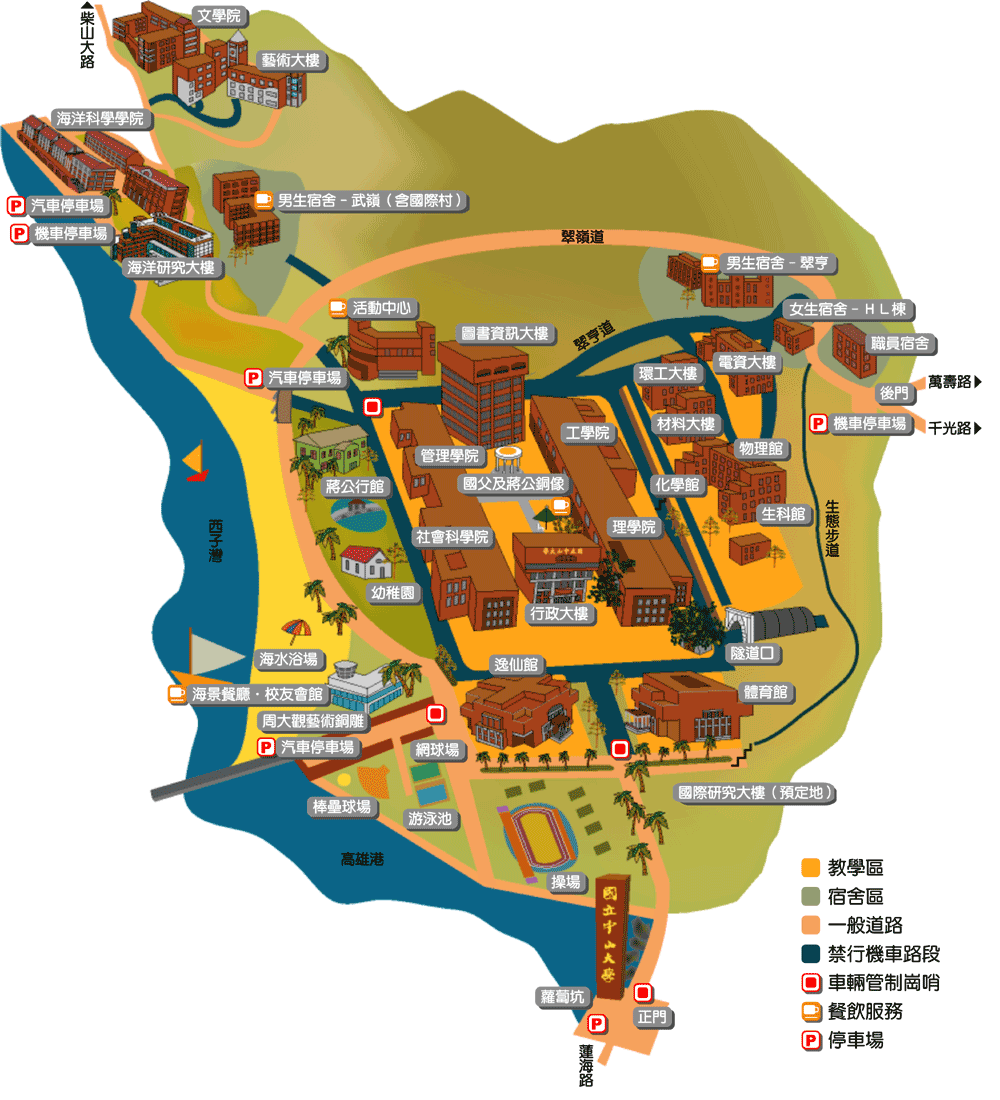 柴山大路
文學院
藝術大樓
海洋科學學院
汽車停車場
男生宿舍－武嶺（含國際村）
機車停車場
翠嶺道
海洋研究大樓
男生宿舍－翠亨
活動中心
女生宿舍－ＨＬ棟
圖書資訊大樓
翠亨道
職員宿舍
電資大樓
環工大樓
汽車停車場
萬壽路
後門
材料大樓
機車停車場
千光路
工學院
管理學院
物理館
國父及蔣公銅像
蔣公行館
化學館
生科館
生態步道
西子灣
理學院
社會科學院
國立中山大學
幼稚園
行政大樓
隧道口
海水浴場
逸仙館
海景餐廳・校友會館
體育館
周大觀藝術銅雕
汽車停車場
網球場
國際研究大樓（預定地）
棒壘球場
游泳池
高雄港
操場
國立中山大學
蘿蔔坑
正門
蓮海路
教學區
宿舍區
一般道路
禁行機車路段
車輛管制崗哨
餐飲服務
P 停車場